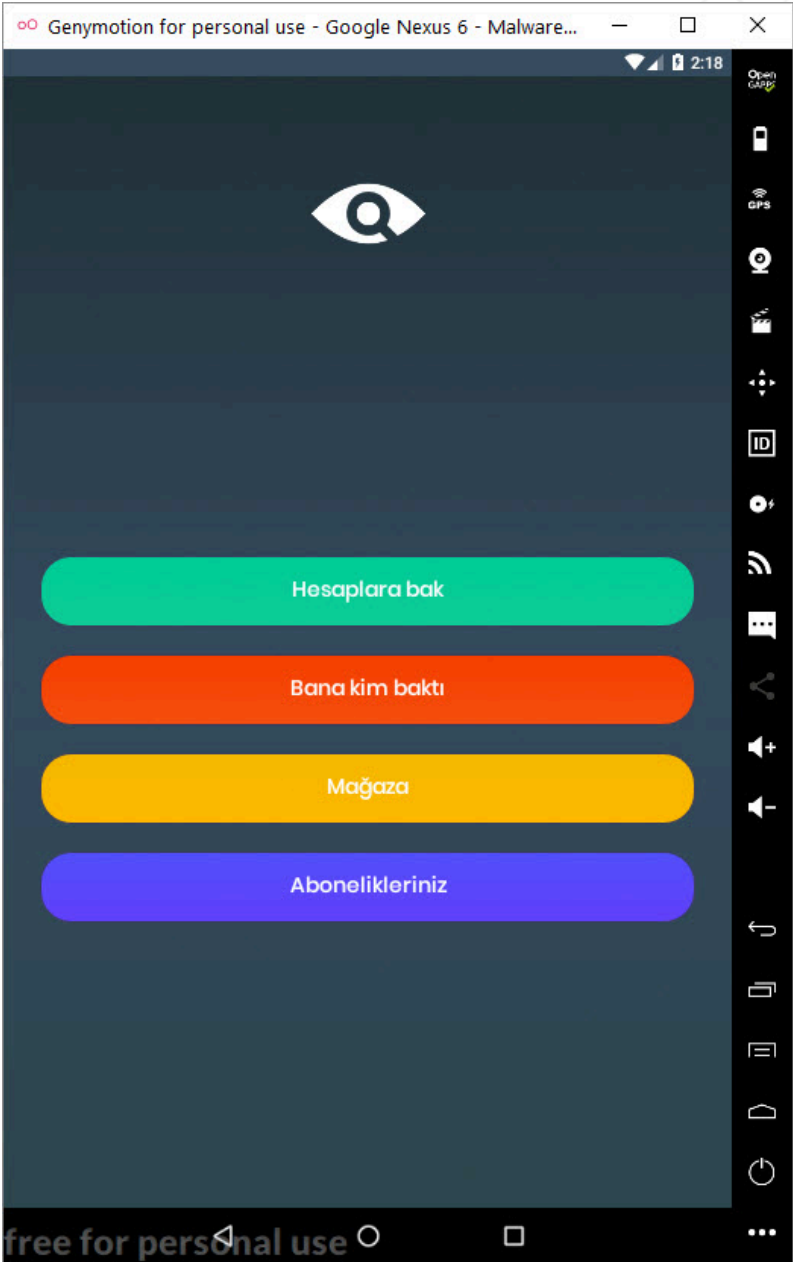 Genymotion for personal use - Google Nexus 6 - Malware...
2:18
Open
GAPPS
GPS
ID
Hesaplara bak
Bana kim baktı
Mağaza
Abonelikleriniz
free for personal use